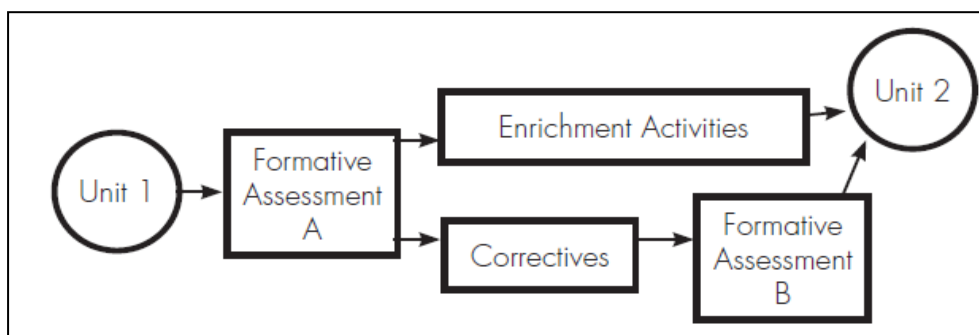 Unit 1
Formative
Assessment
A
Enrichment Activities
Correctives
Formative
Assessment
B
Unit 2